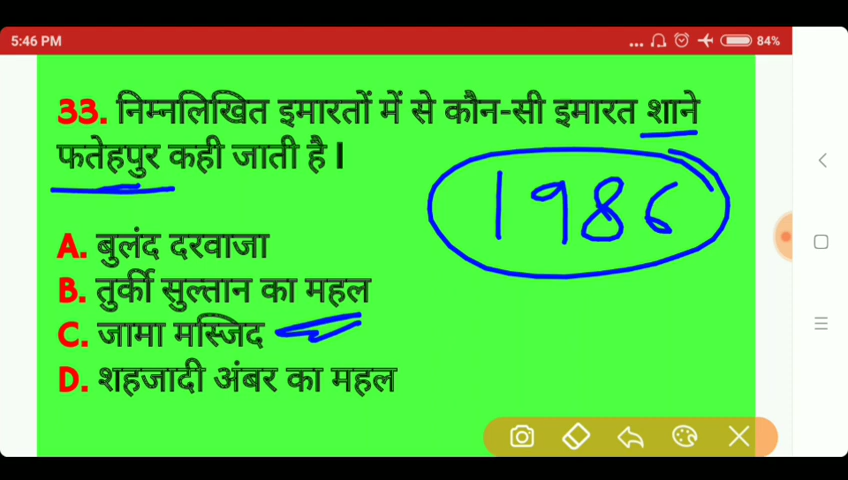 5:46 PM
84%
33. निम्नलिखित इमारतों में से कौन-सी इमारत शाने
फतेहपुर कही जाती है l
1986
A. बुलंद दरवाजा
B. तुर्की सुल्तान का महल
C. जामा मस्जिद
D. शहजादी अंबर का महल